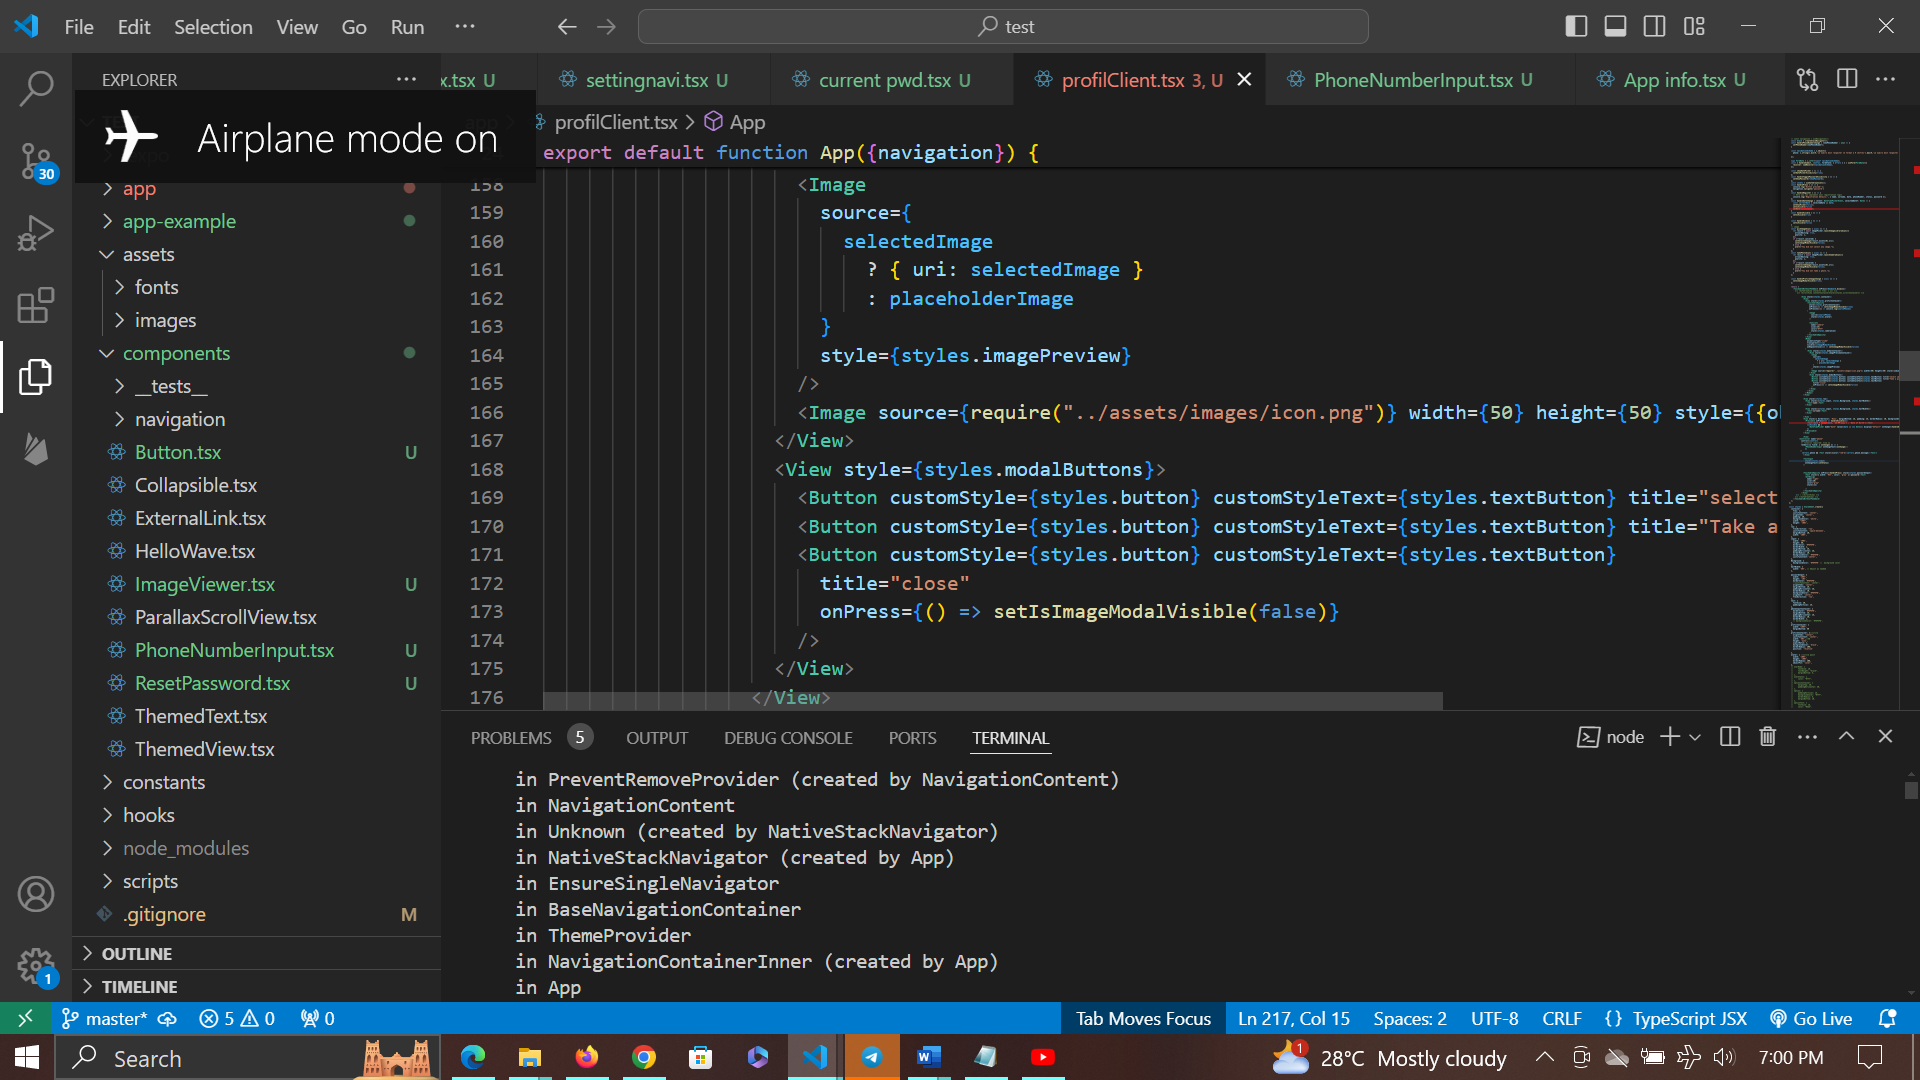 File Edit Selection View Go Run ···
test
EXPLORER
x.tsx U
settingnavi.tsx U
current pwd.tsx U
profilClient.tsx 3, U
PhoneNumberInput.tsx U
App info.tsx U
Airplane mode on
profilClient.tsx > App
export default function App({navigation}) {
30
app
app-example
assets
fonts
images
components
__tests__
navigation
Button.tsx U
Collapsible.tsx
ExternalLink.tsx
HelloWave.tsx
ImageViewer.tsx U
ParallaxScrollView.tsx
PhoneNumberInput.tsx U
ResetPassword.tsx U
ThemedText.tsx
ThemedView.tsx
constants
hooks
node_modules
scripts
.gitignore M
OUTLINE
TIMELINE
1
158 <Image
159 source={
160 selectedImage
161 ? { uri: selectedImage }
162 : placeholderImage
163 }
164 style={styles.imagePreview}
165 />
166 <Image source={require("../assets/images/icon.png")} width={50} height={50} style={{ob
167 </View>
168 <View style={styles.modalButtons}>
169 <Button customStyle={styles.button} customStyleText={styles.textButton} title="select
170 <Button customStyle={styles.button} customStyleText={styles.textButton} title="Take a
171 <Button customStyle={styles.button} customStyleText={styles.textButton}
172 title="close"
173 onPress={() => setIsImageModalVisible(false)}
174 />
175 </View>
176 </View>
PROBLEMS 5 OUTPUT DEBUG CONSOLE PORTS TERMINAL
node
in PreventRemoveProvider (created by NavigationContent)
in NavigationContent
in Unknown (created by NativeStackNavigator)
in NativeStackNavigator (created by App)
in EnsureSingleNavigator
in BaseNavigationContainer
in ThemeProvider
in NavigationContainerInner (created by App)
in App
master* 5 0 0
Tab Moves Focus Ln 217, Col 15 Spaces: 2 UTF-8 CRLF {} TypeScript JSX Go Live
Search
1
28°C Mostly cloudy
7:00 PM